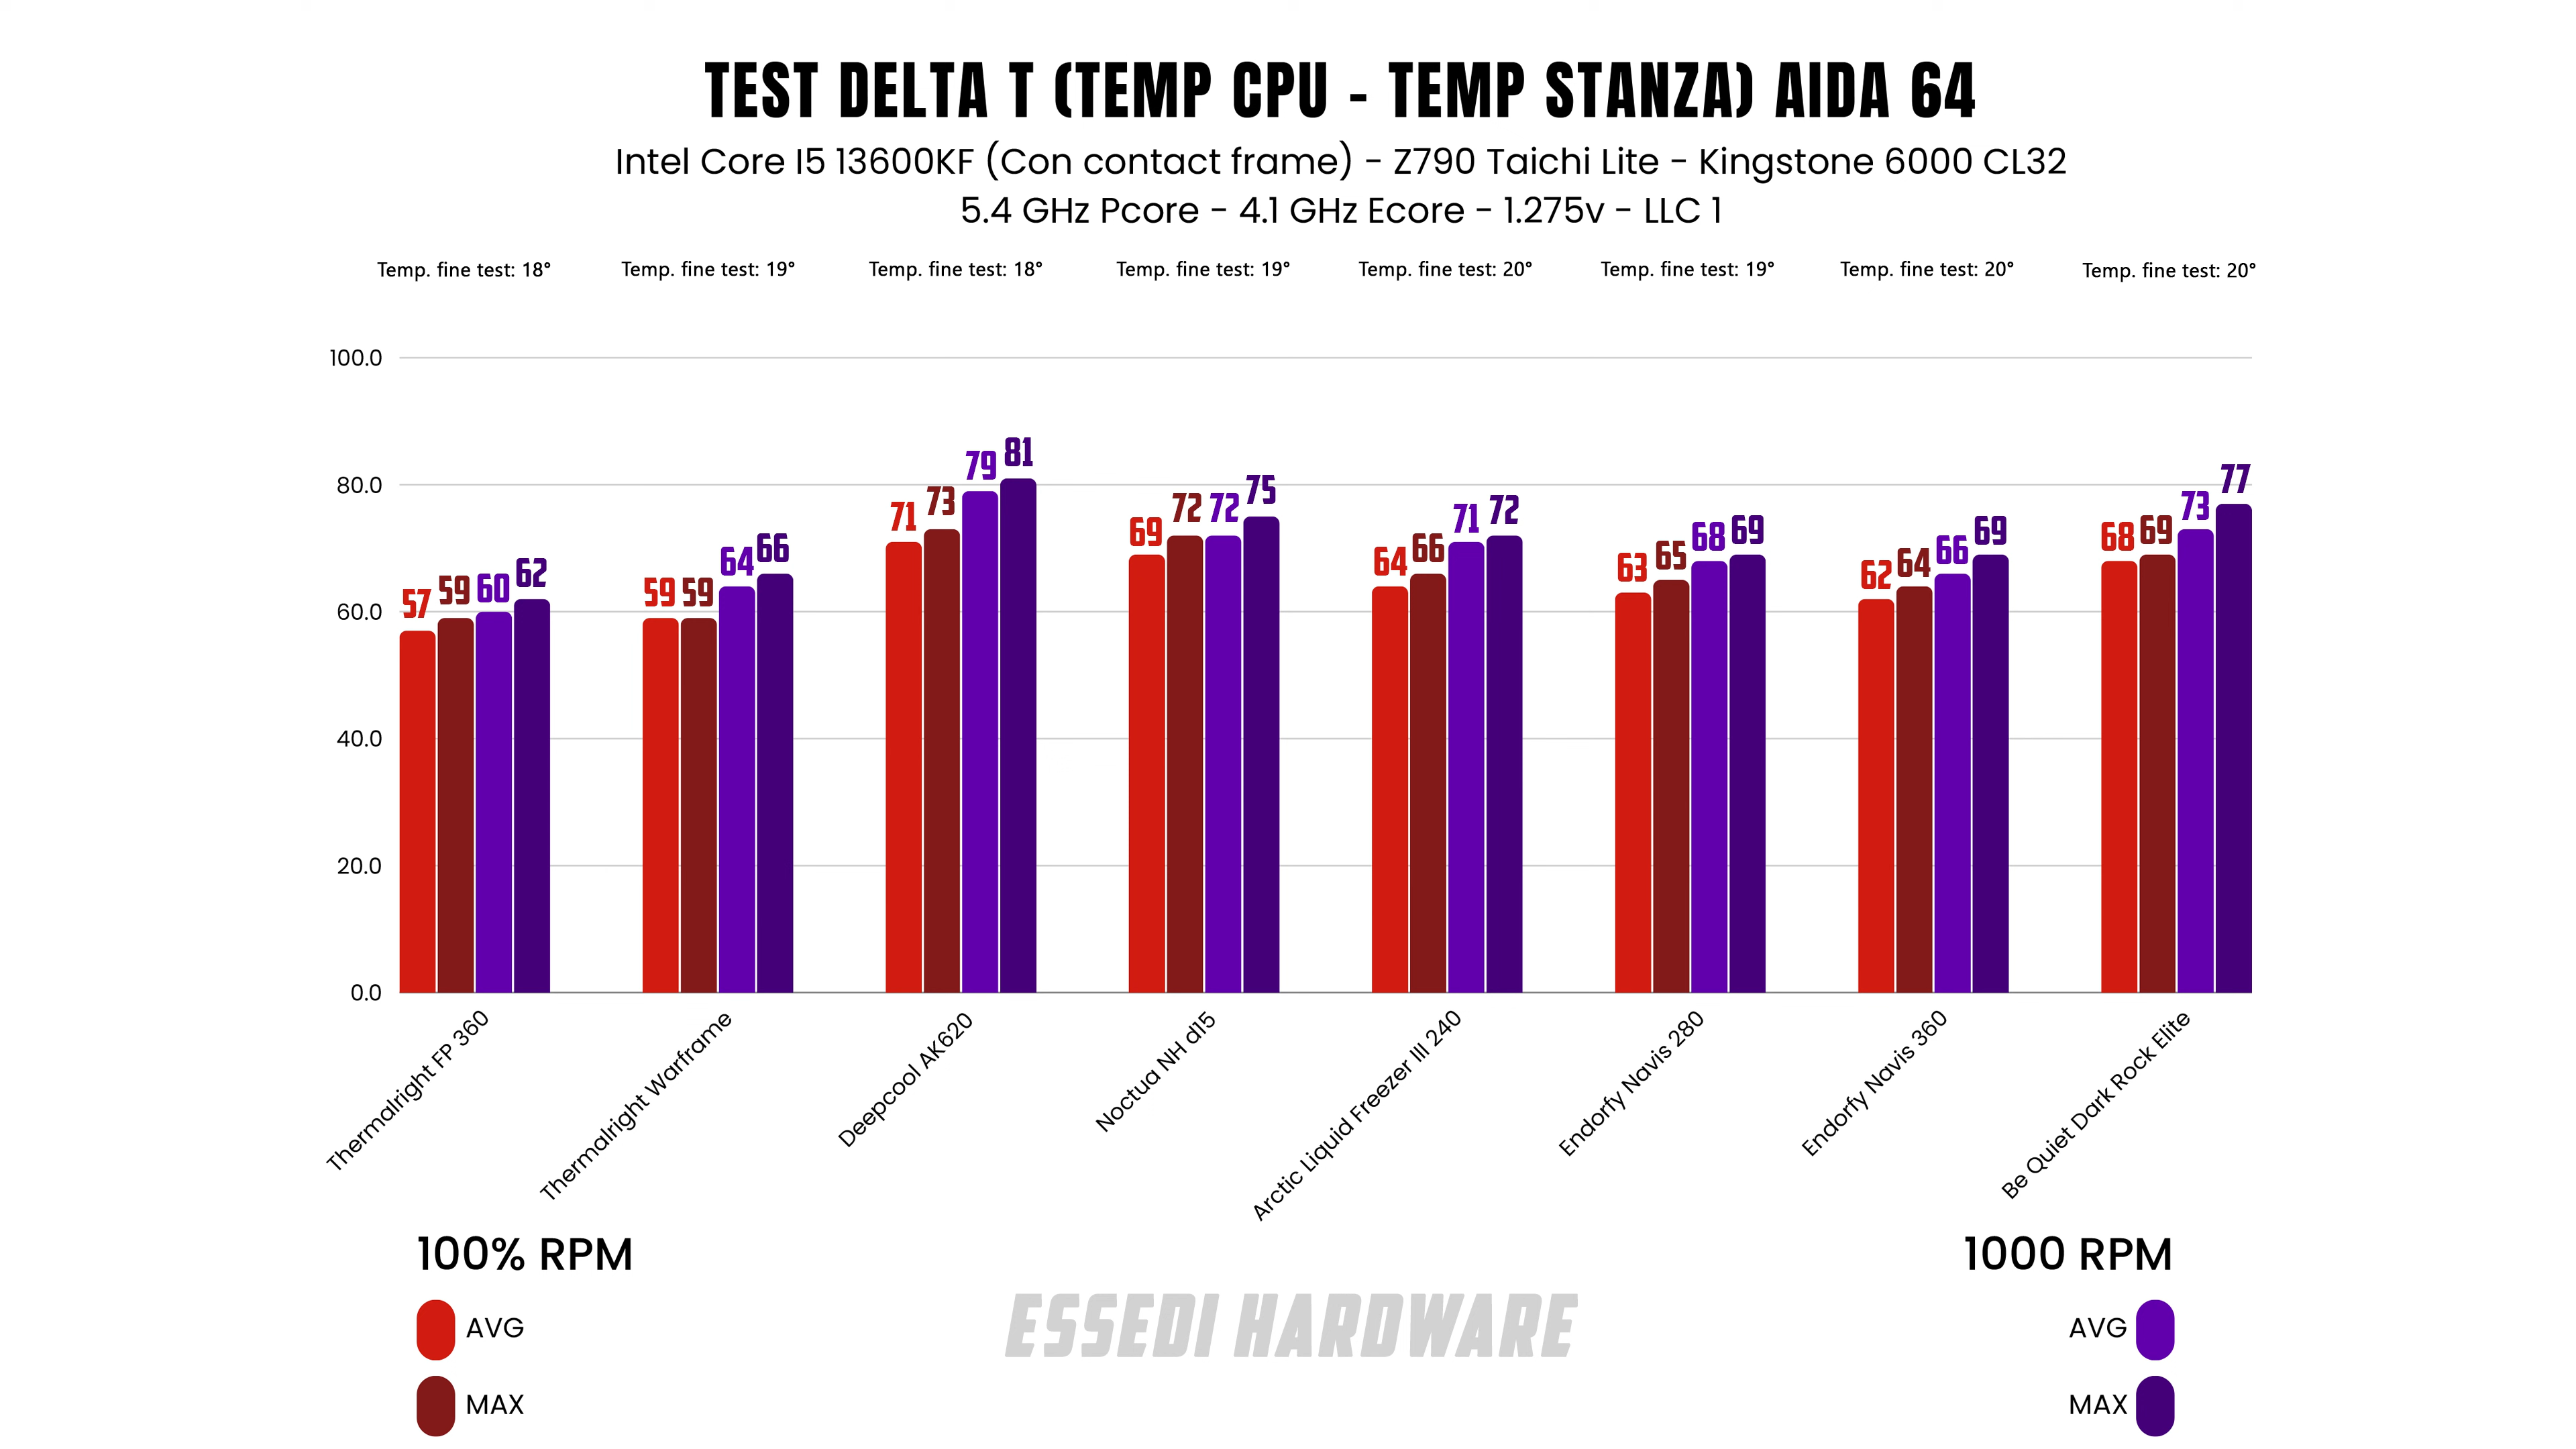 TEST DELTA T (TEMP CPU - TEMP STANZA) AIDA 64
Intel Core I5 13600KF (Con contact frame) - Z790 Taichi Lite - Kingstone 6000 CL32
5.4 GHz Pcore - 4.1 GHz Ecore - 1.275v - LLC 1
Temp. fine test: 18° Temp. fine test: 19° Temp. fine test: 18° Temp. fine test: 19° Temp. fine test: 20° Temp. fine test: 19° Temp. fine test: 20° Temp. fine test: 20°
100.0
80.0
60.0
40.0
20.0
0.0
57 59 60 62
59 59 64 66
71 73 79 81
69 72 72 75
64 66 71 72
63 65 68 69
62 64 66 69
68 69 73 77
Thermalright FP 360
Thermalright Warframe
Deepcool AK620
Noctua NH d15
Arctic Liquid Freezer III 240
Endorfy Navis 280
Endorfy Navis 360
Be Quiet Dark Rock Elite
100% RPM
AVG
MAX
ESSEDI HARDWARE
1000 RPM
AVG
MAX